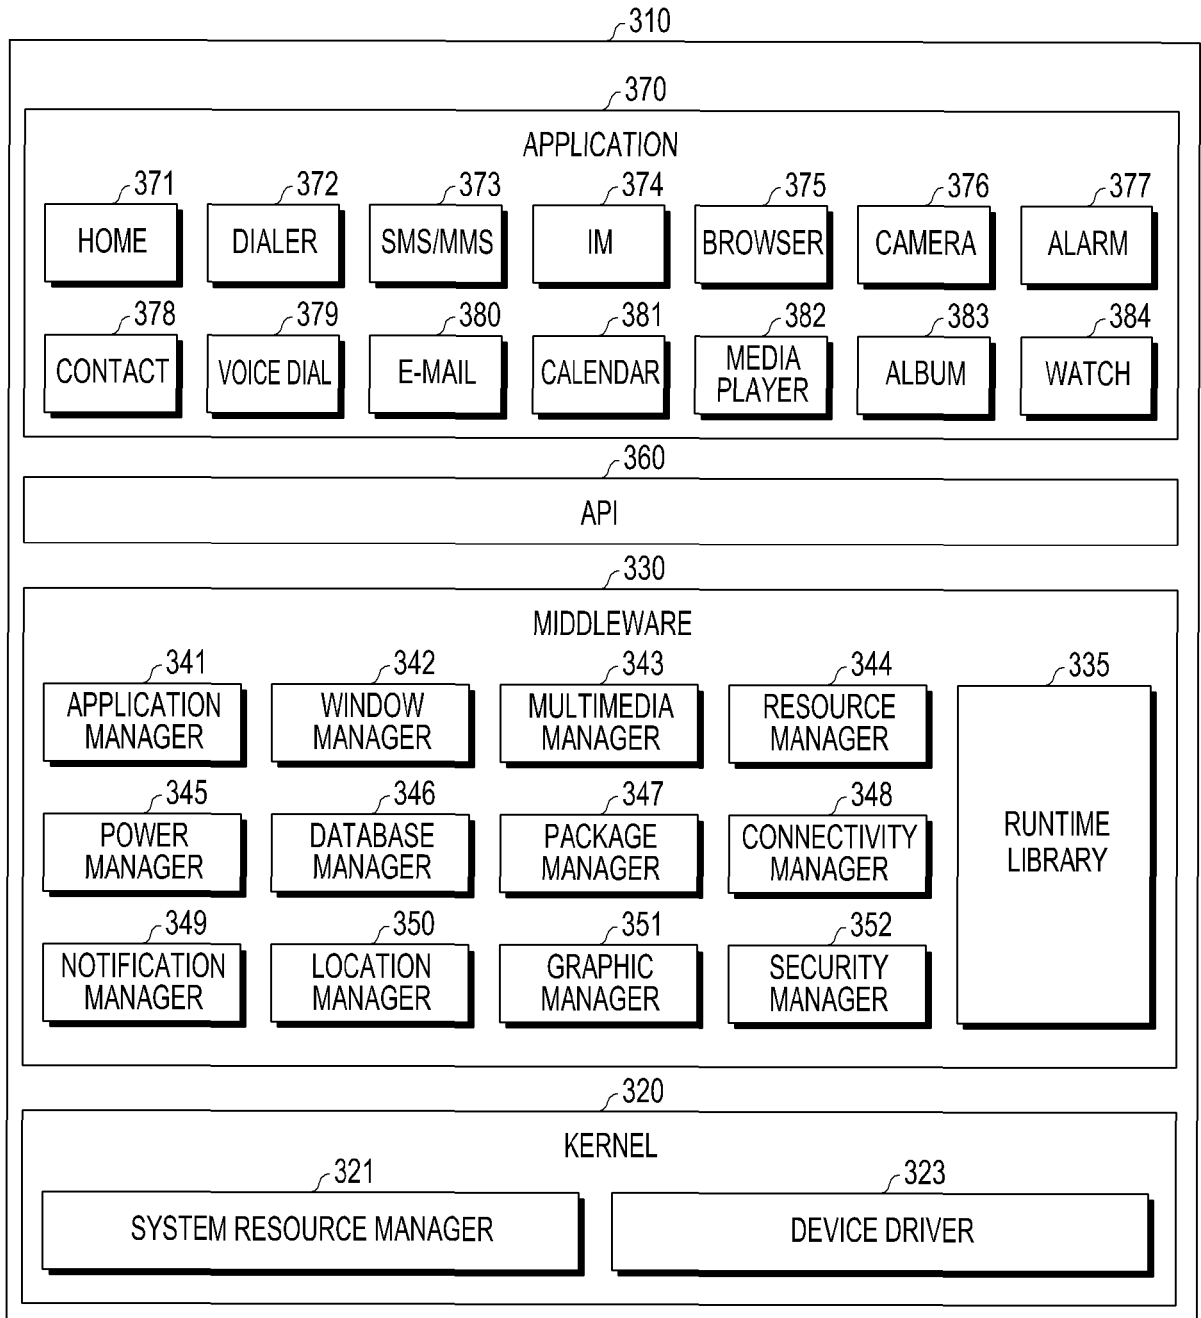 310
370
APPLICATION
371 372 373 374 375 376 377
HOME DIALER SMS/MMS IM BROWSER CAMERA ALARM
378 379 380 381 382 383 384
CONTACT VOICE DIAL E-MAIL CALENDAR MEDIA PLAYER ALBUM WATCH
360
API
330
MIDDLEWARE
341 342 343 344 335
APPLICATION MANAGER WINDOW MANAGER MULTIMEDIA MANAGER RESOURCE MANAGER
345 346 347 348
POWER MANAGER DATABASE MANAGER PACKAGE MANAGER CONNECTIVITY MANAGER RUNTIME LIBRARY
349 350 351 352
NOTIFICATION MANAGER LOCATION MANAGER GRAPHIC MANAGER SECURITY MANAGER
320
KERNEL
321 323
SYSTEM RESOURCE MANAGER DEVICE DRIVER